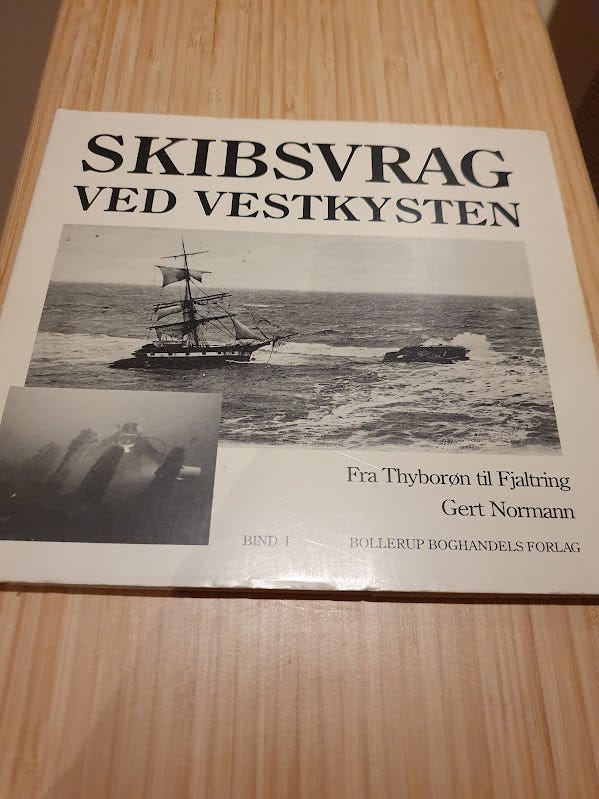 SKIBSVRAG
VED VESTKYSTEN
Fra Thyborøn til Fjaltring
Gert Normann
BIND I BOLLERUP BOGHANDELS FORLAG